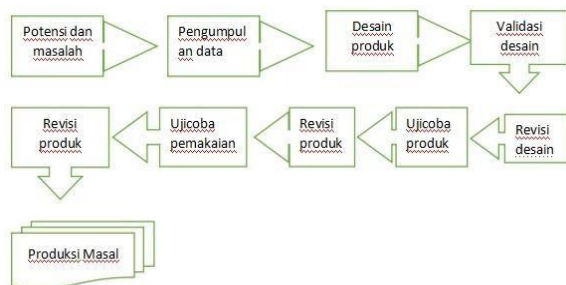 Potensi dan
masalah
Pengumpul
an data
Desain
produk
Validasi
desain
Revisi
desain
Ujicoba
produk
Revisi
produk
Ujicoba
pemakaian
Revisi
produk
Produksi Masal